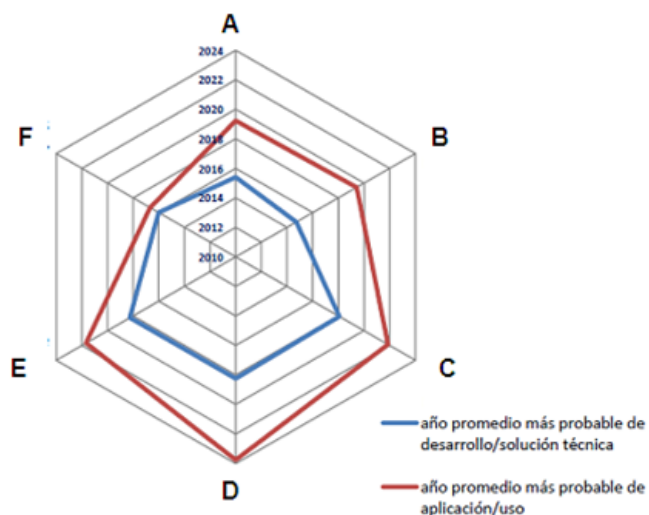 A
2024
2022
2020
2018
2016
2014
2012
2010
F
B
E
C
D
año promedio más probable de
desarrollo/solución técnica
año promedio más probable de
aplicación/uso